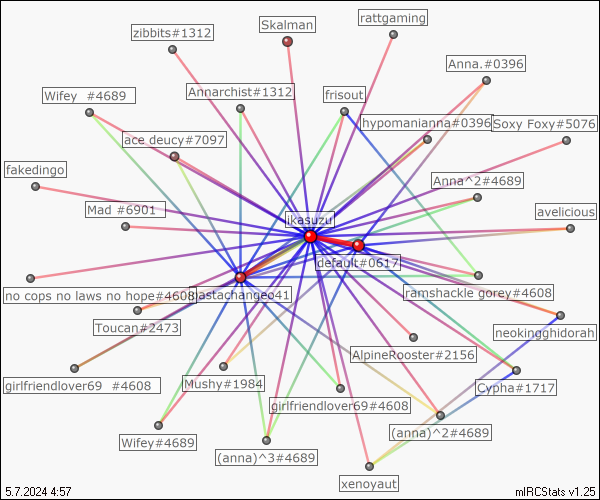 rattgaming
Skalman
zibbits#1312
Anna.#0396
Annarchist#1312
frisout
Wifey  #4689
hypomanianna#0396
Soxy Foxy#5076
ace deucy#7097
fakedingo
Anna^2#4689
Mad #6901
avelicious
ikasuzu
default#0617
no cops no laws no hope#4608
astachangeo41
ramshackle gorey#4608
Toucan#2473
neokingghidorah
AlpineRooster#2156
girlfriendlover69  #4608
Mushy#1984
Cypha#1717
girlfriendlover69#4608
Wifey#4689
(anna)^2#4689
(anna)^3#4689
xenoyaut
5.7.2024 4:57
mIRCStats v1.25